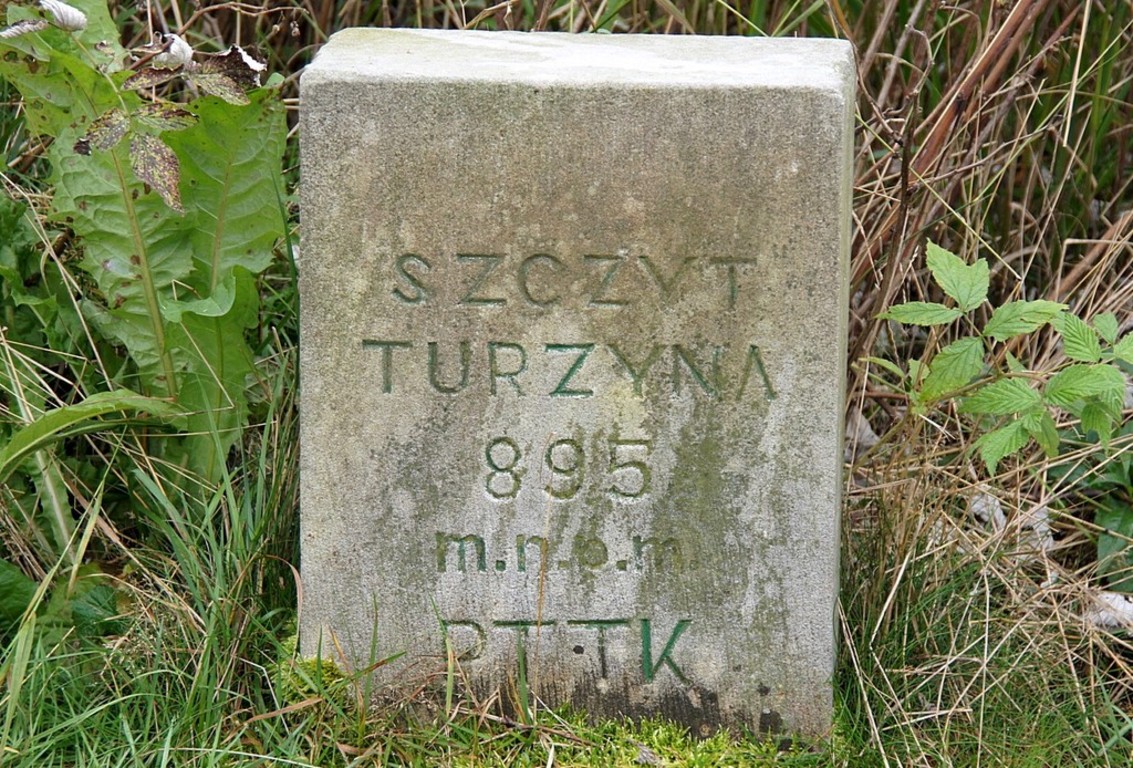 SZCZYT
TURZYNA
895
m.n.p.m.
PTTK